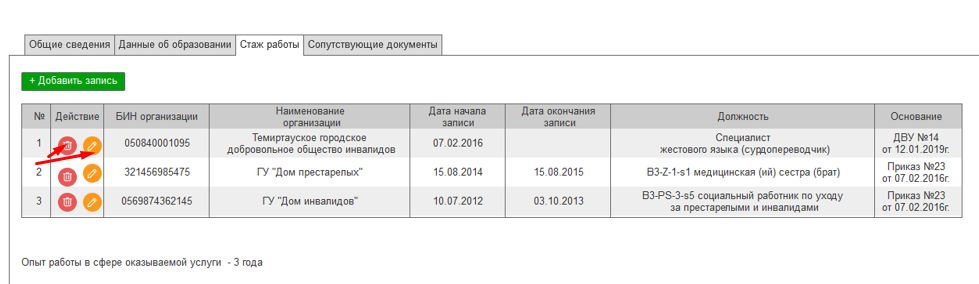 Общие сведения Данные об образовании Стаж работы Сопутствующие документы
+ Добавить запись
№ Действие БИН организации Наименование организации Дата начала записи Дата окончания записи Должность Основание
1 050840001095 Темиртауское городское добровольное общество инвалидов 07.02.2016 Специалист жестового языка (сурдопереводчик) ДВУ №14 от 12.01.2019г.
2 321456985475 ГУ "Дом престарелых" 15.08.2014 15.08.2015 B3-Z-1-s1 медицинская (ий) сестра (брат) Приказ №23 от 07.02.2016г.
3 0569874362145 ГУ "Дом инвалидов" 10.07.2012 03.10.2013 B3-PS-3-s5 социальный работник по уходу за престарелыми и инвалидами Приказ №23 от 07.02.2016г.
Опыт работы в сфере оказываемой услуги - 3 года